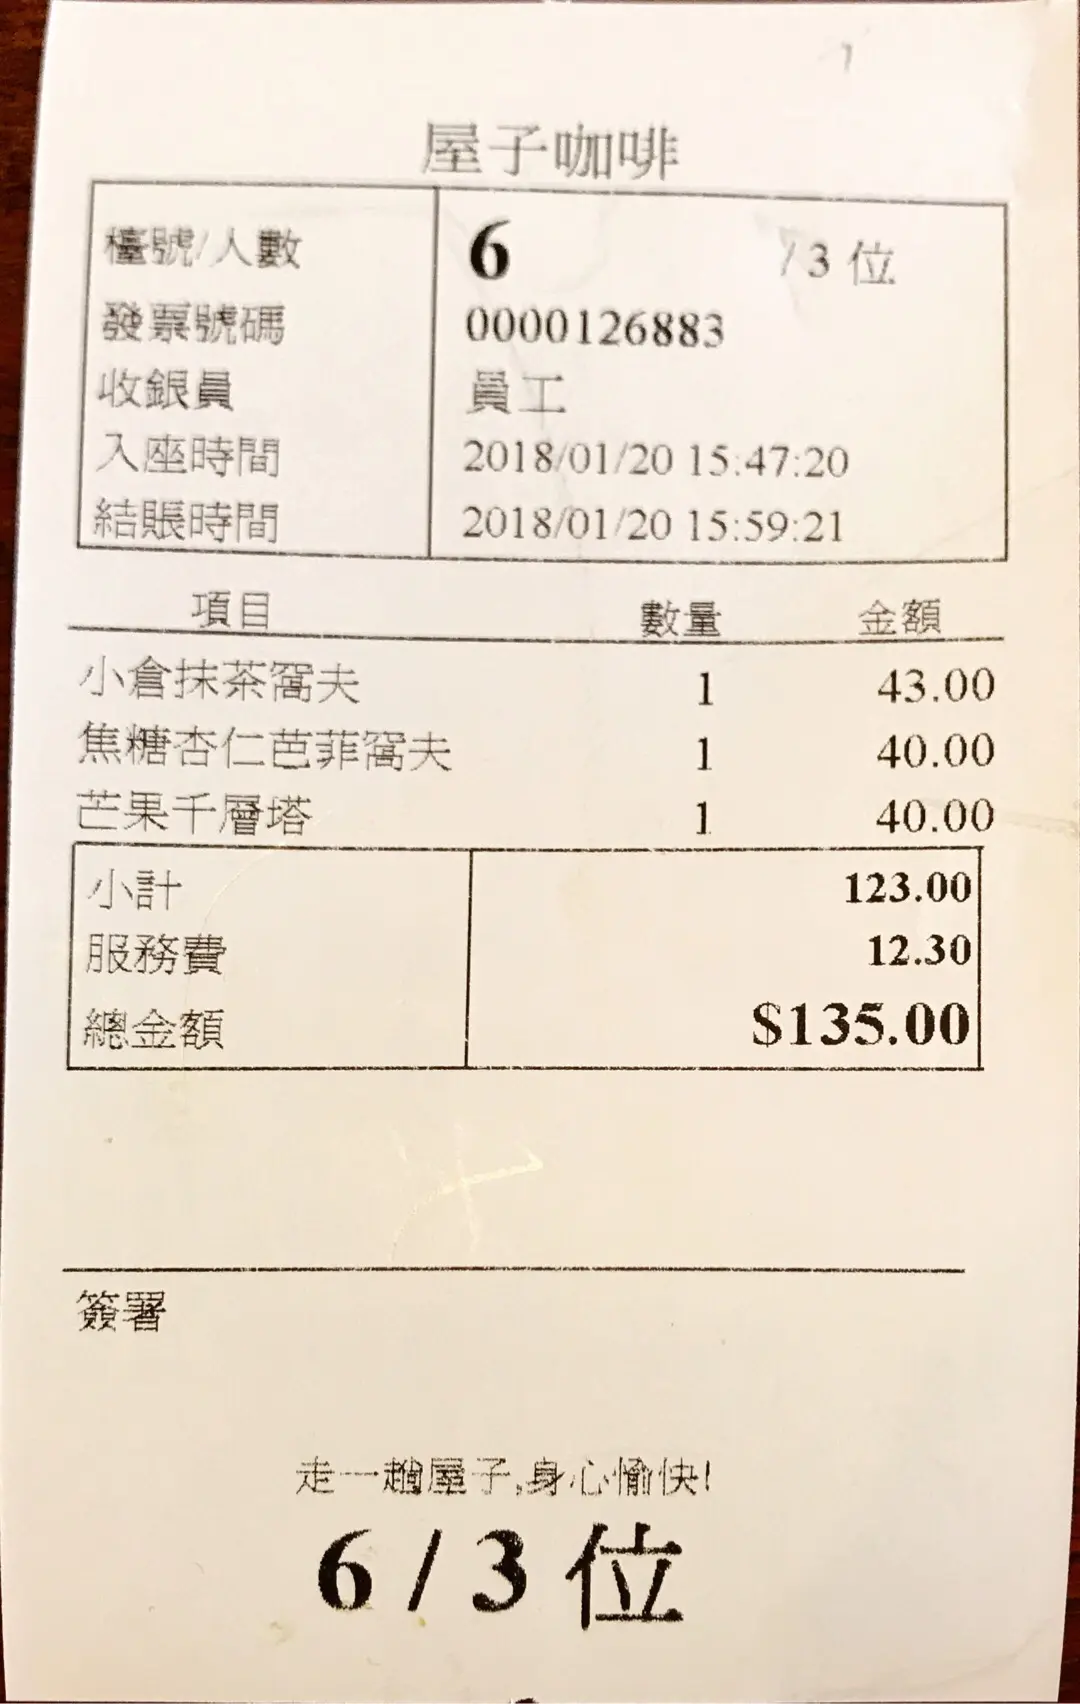 屋子咖啡
檯號/人數 6 /3 位
發票號碼 0000126883
收銀員 員工
入座時間 2018/01/20 15:47:20
結賬時間 2018/01/20 15:59:21
項目 數量 金額
小倉抹茶窩夫 1 43.00
焦糖杏仁芭菲窩夫 1 40.00
芒果千層塔 1 40.00
小計 123.00
服務費 12.30
總金額 $135.00
簽署
走一趟屋子,身心愉快!
6 / 3 位